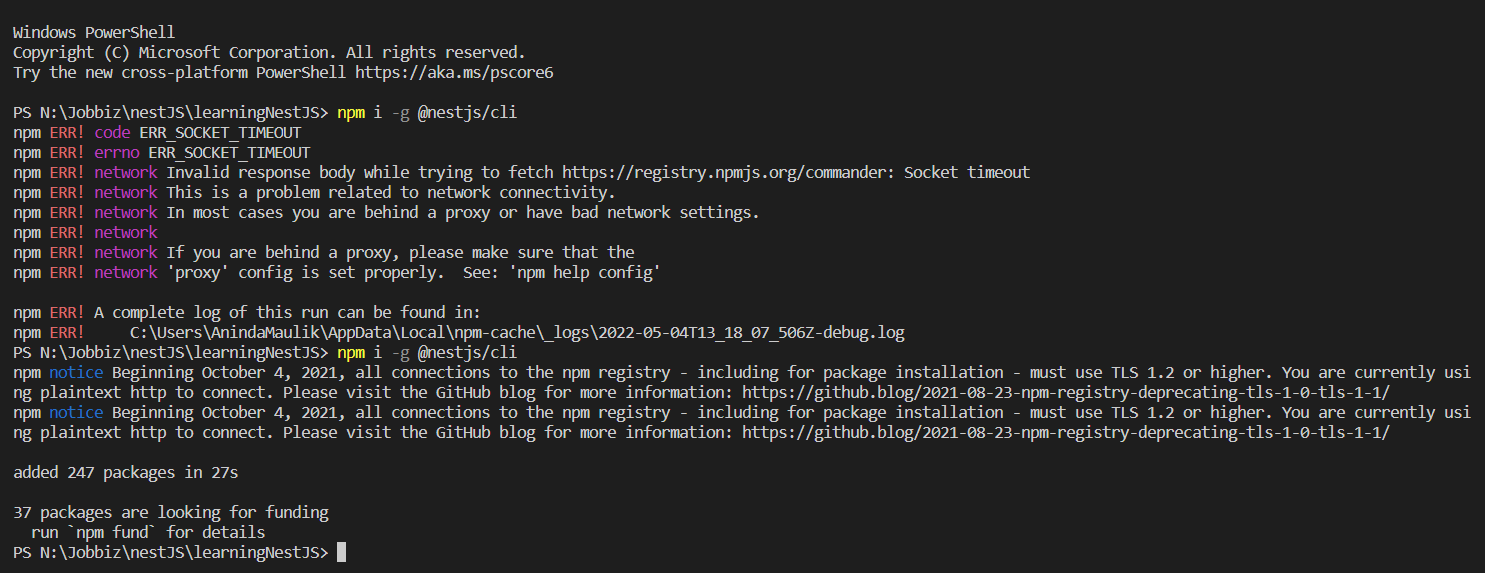 Windows PowerShell
Copyright (C) Microsoft Corporation. All rights reserved.
Try the new cross-platform PowerShell https://aka.ms/pscore6
PS N:\Jobbiz\nestJS\learningNestJS> npm i -g @nestjs/cli
npm ERR! code ERR_SOCKET_TIMEOUT
npm ERR! errno ERR_SOCKET_TIMEOUT
npm ERR! network Invalid response body while trying to fetch https://registry.npmjs.org/commander: Socket timeout
npm ERR! network This is a problem related to network connectivity.
npm ERR! network In most cases you are behind a proxy or have bad network settings.
npm ERR! network
npm ERR! network If you are behind a proxy, please make sure that the
npm ERR! network 'proxy' config is set properly.  See: 'npm help config'
npm ERR! A complete log of this run can be found in:
npm ERR!     C:\Users\AnindaMaulik\AppData\Local\npm-cache\_logs\2022-05-04T13_18_07_506Z-debug.log
PS N:\Jobbiz\nestJS\learningNestJS> npm i -g @nestjs/cli
npm notice Beginning October 4, 2021, all connections to the npm registry - including for package installation - must use TLS 1.2 or higher. You are currently usi
ng plaintext http to connect. Please visit the GitHub blog for more information: https://github.blog/2021-08-23-npm-registry-deprecating-tls-1-0-tls-1-1/
npm notice Beginning October 4, 2021, all connections to the npm registry - including for package installation - must use TLS 1.2 or higher. You are currently usi
ng plaintext http to connect. Please visit the GitHub blog for more information: https://github.blog/2021-08-23-npm-registry-deprecating-tls-1-0-tls-1-1/
added 247 packages in 27s
37 packages are looking for funding
  run `npm fund` for details
PS N:\Jobbiz\nestJS\learningNestJS>